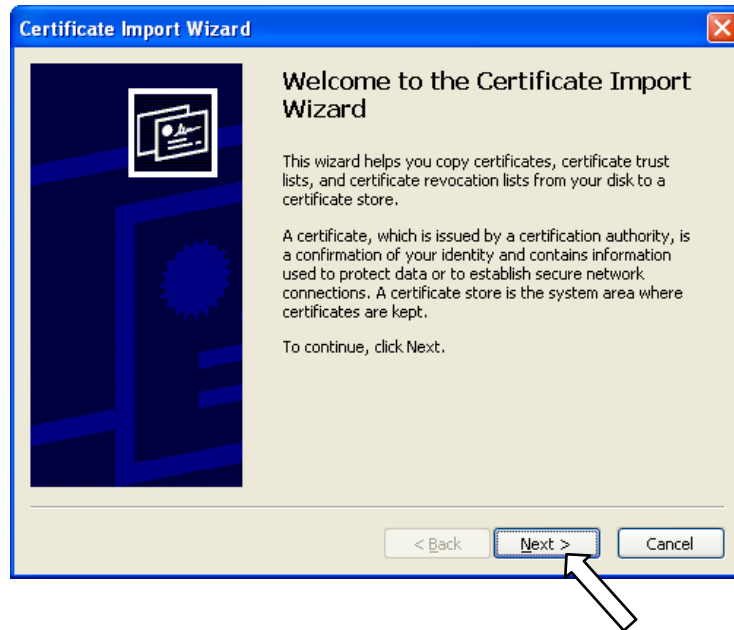 Certificate Import Wizard
Welcome to the Certificate Import
Wizard
This wizard helps you copy certificates, certificate trust
lists, and certificate revocation lists from your disk to a
certificate store.
A certificate, which is issued by a certification authority, is
a confirmation of your identity and contains information
used to protect data or to establish secure network
connections. A certificate store is the system area where
certificates are kept.
To continue, click Next.
< Back Next > Cancel